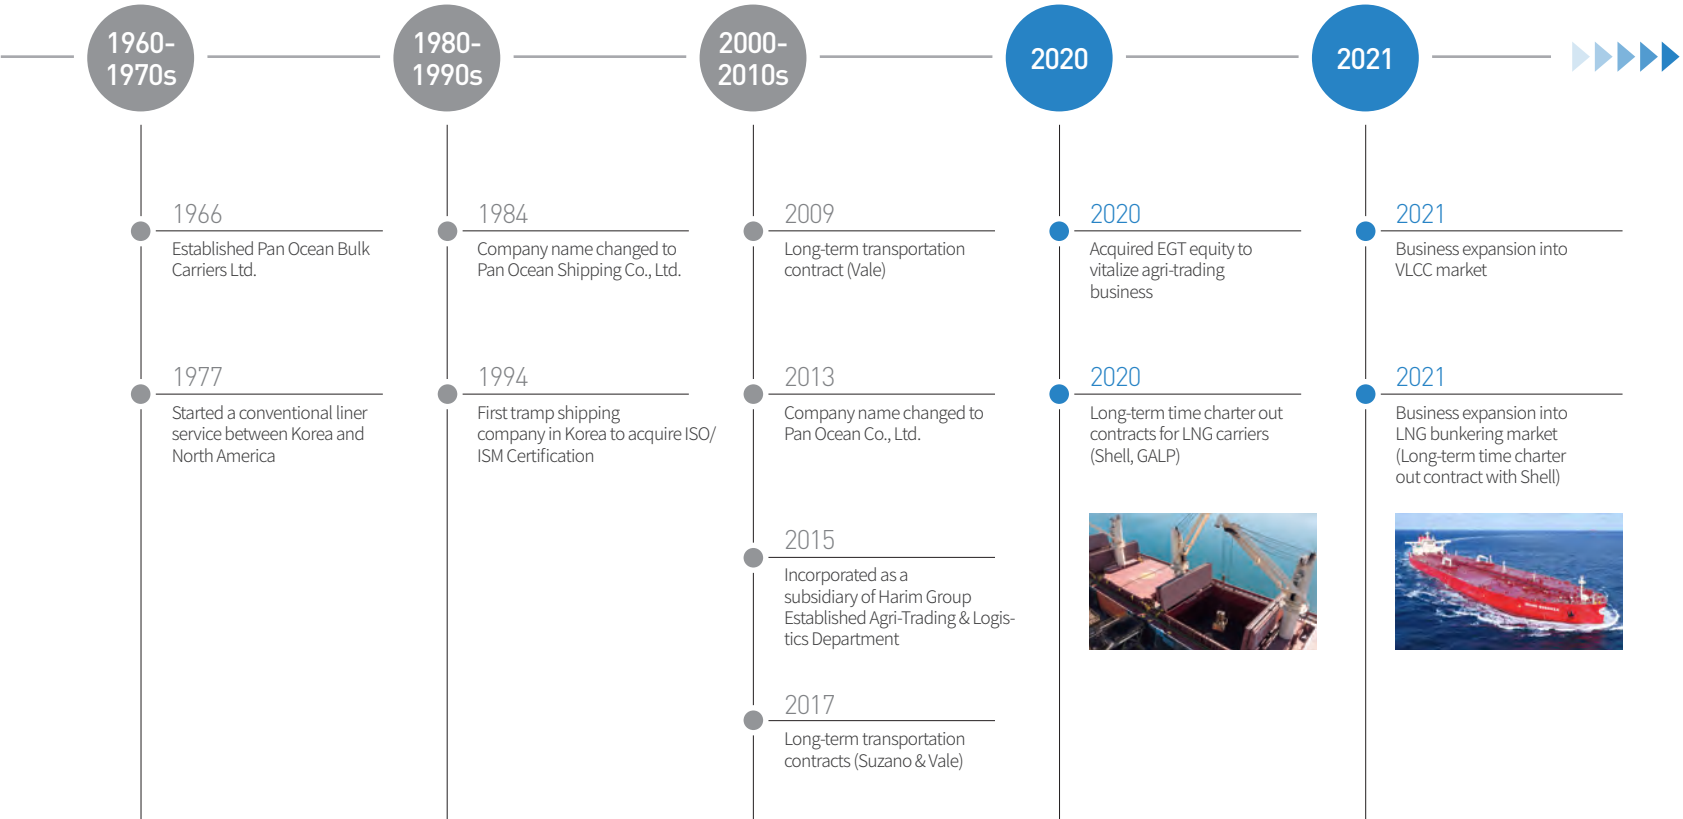 1960-
1970s
1980-
1990s
2000-
2010s
2020
2021
1966
Established Pan Ocean Bulk
Carriers Ltd.
1977
Started a conventional liner
service between Korea and
North America
1984
Company name changed to
Pan Ocean Shipping Co., Ltd.
1994
First tramp shipping
company in Korea to acquire ISO/
ISM Certification
2009
Long-term transportation
contract (Vale)
2013
Company name changed to
Pan Ocean Co., Ltd.
2015
Incorporated as a
subsidiary of Harim Group
Established Agri-Trading & Logis-
tics Department
2017
Long-term transportation
contracts (Suzano & Vale)
2020
Acquired EGT equity to
vitalize agri-trading
business
2020
Long-term time charter out
contracts for LNG carriers
(Shell, GALP)
2021
Business expansion into
VLCC market
2021
Business expansion into
LNG bunkering market
(Long-term time charter
out contract with Shell)